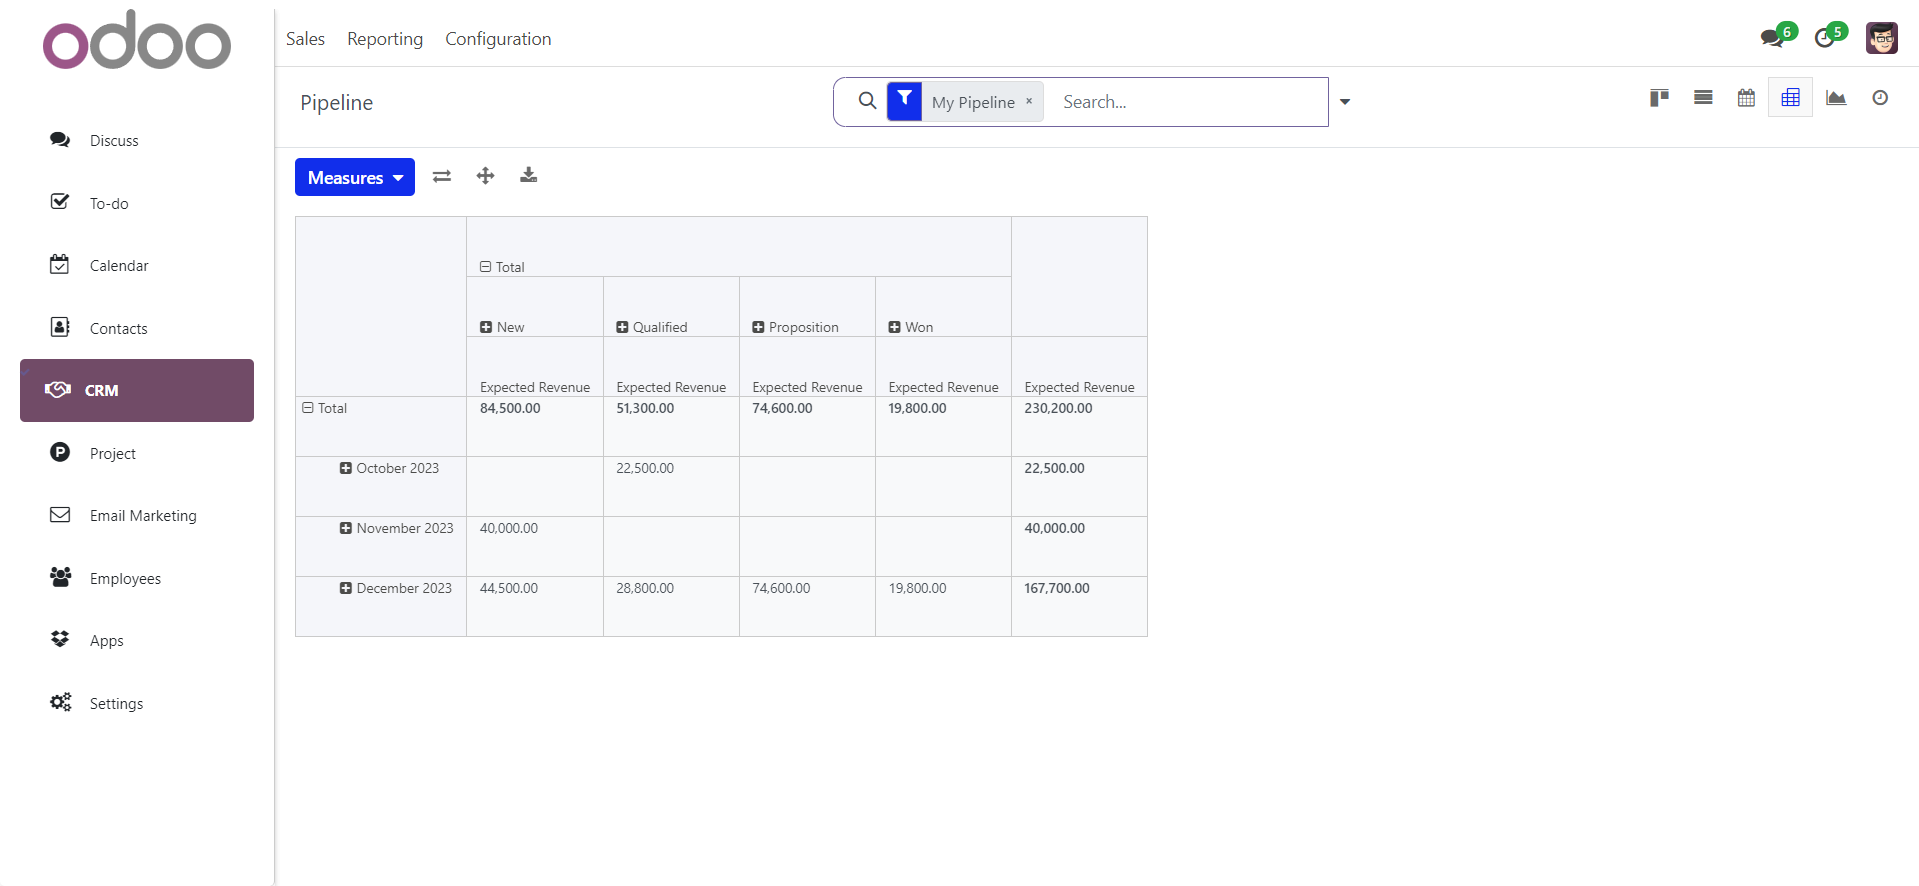 odoo
Sales Reporting Configuration
6 5
Pipeline
My Pipeline × Search...
Discuss
To-do
Calendar
Contacts
CRM
Project
Email Marketing
Employees
Apps
Settings
Measures
Total
New Qualified Proposition Won
Expected Revenue Expected Revenue Expected Revenue Expected Revenue Expected Revenue
Total 84,500.00 51,300.00 74,600.00 19,800.00 230,200.00
October 2023 22,500.00 22,500.00
November 2023 40,000.00 40,000.00
December 2023 44,500.00 28,800.00 74,600.00 19,800.00 167,700.00